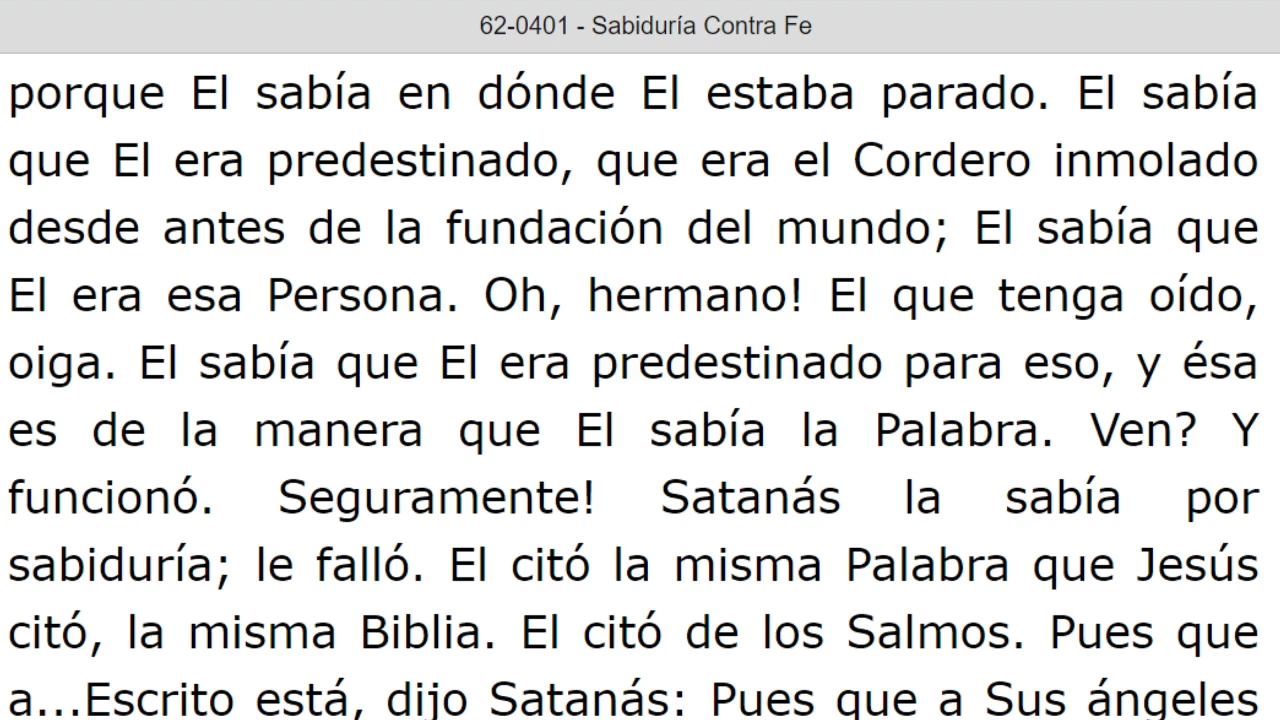 62-0401 - Sabiduría Contra Fe
porque El sabía en dónde El estaba parado. El sabía
que El era predestinado, que era el Cordero inmolado
desde antes de la fundación del mundo; El sabía que
El era esa Persona. Oh, hermano! El que tenga oído,
oiga. El sabía que El era predestinado para eso, y ésa
es de la manera que El sabía la Palabra. Ven? Y
funcionó. Seguramente! Satanás la sabía por
sabiduría; le falló. El citó la misma Palabra que Jesús
citó, la misma Biblia. El citó de los Salmos. Pues que
a...Escrito está, dijo Satanás: Pues que a Sus ángeles